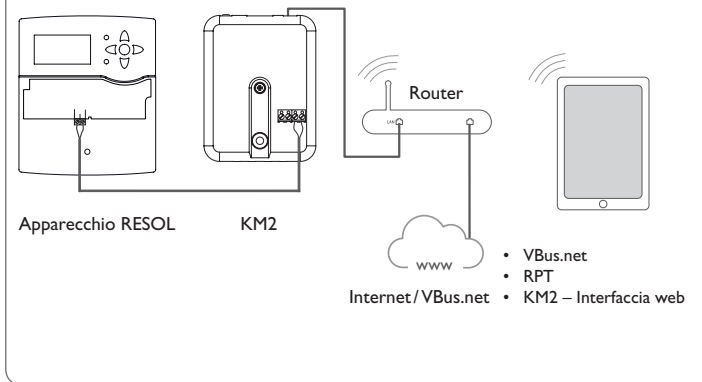 Router
LAN
Apparecchio RESOL
KM2
www
Internet / VBus.net
• VBus.net
• RPT
• KM2 – Interfaccia web